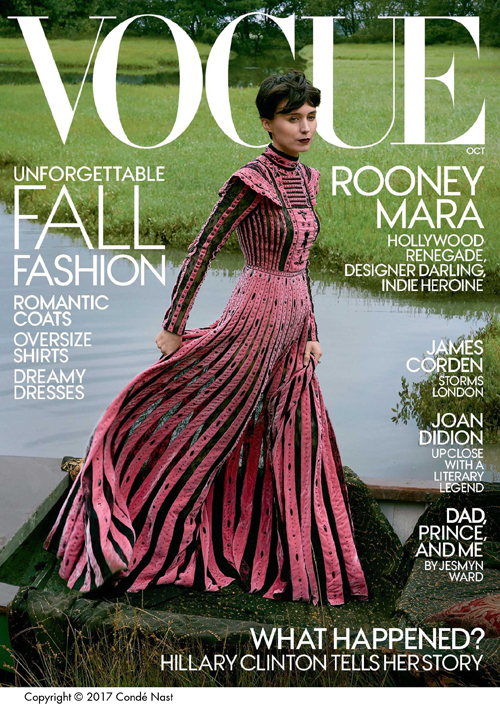 VOGUE
OCT
UNFORGETTABLE
FALL
FASHION
ROMANTIC
COATS
OVERSIZE
SHIRTS
DREAMY
DRESSES
ROONEY
MARA
HOLLYWOOD
RENEGADE,
DESIGNER DARLING,
INDIE HEROINE
JAMES
CORDEN
STORMS
LONDON
JOAN
DIDION
UP CLOSE
WITH A
LITERARY
LEGEND
DAD,
PRINCE,
AND ME
BY JESMYN
WARD
WHAT HAPPENED?
HILLARY CLINTON TELLS HER STORY
Copyright © 2017 Condé Nast